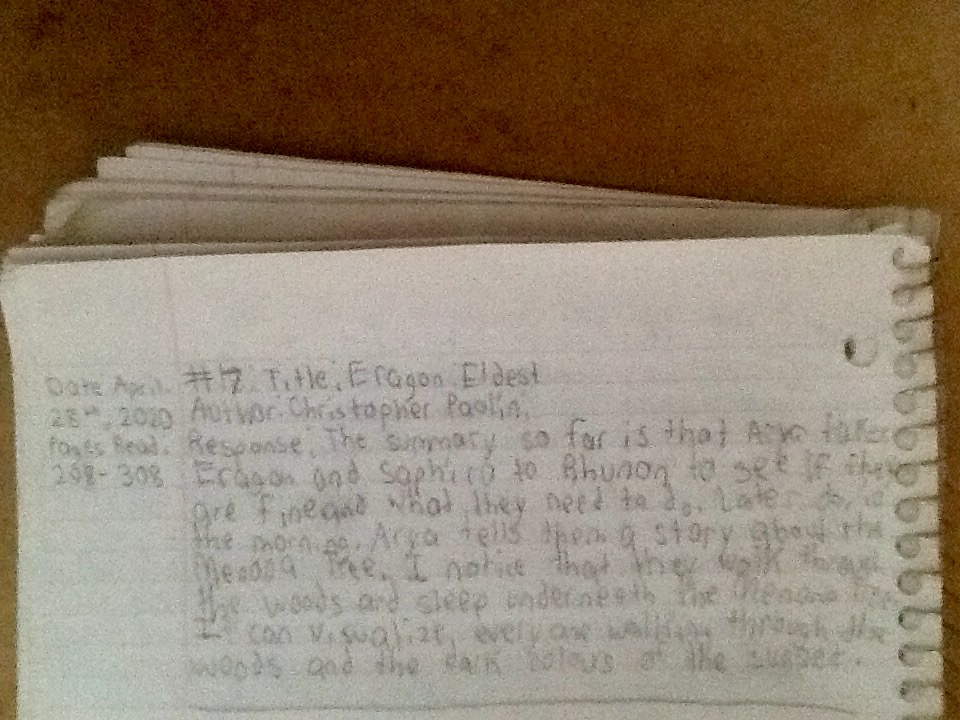 Date April. #17. Title. Eragon Eldest
28th, 2020 Author. Christopher Paolin.
Pages Read. Response. The summary so far is that Arya takes
298-308 Eragon and Saphira to Rhunon to see if they
are fine and what they need to do. Later on, in
the morning, Arya tells them a story about the
Menoa Tree. I notice that they walk through
the woods and sleep underneath the Menoa
I can visualize, everyone walking through the
woods and the dark colours of the